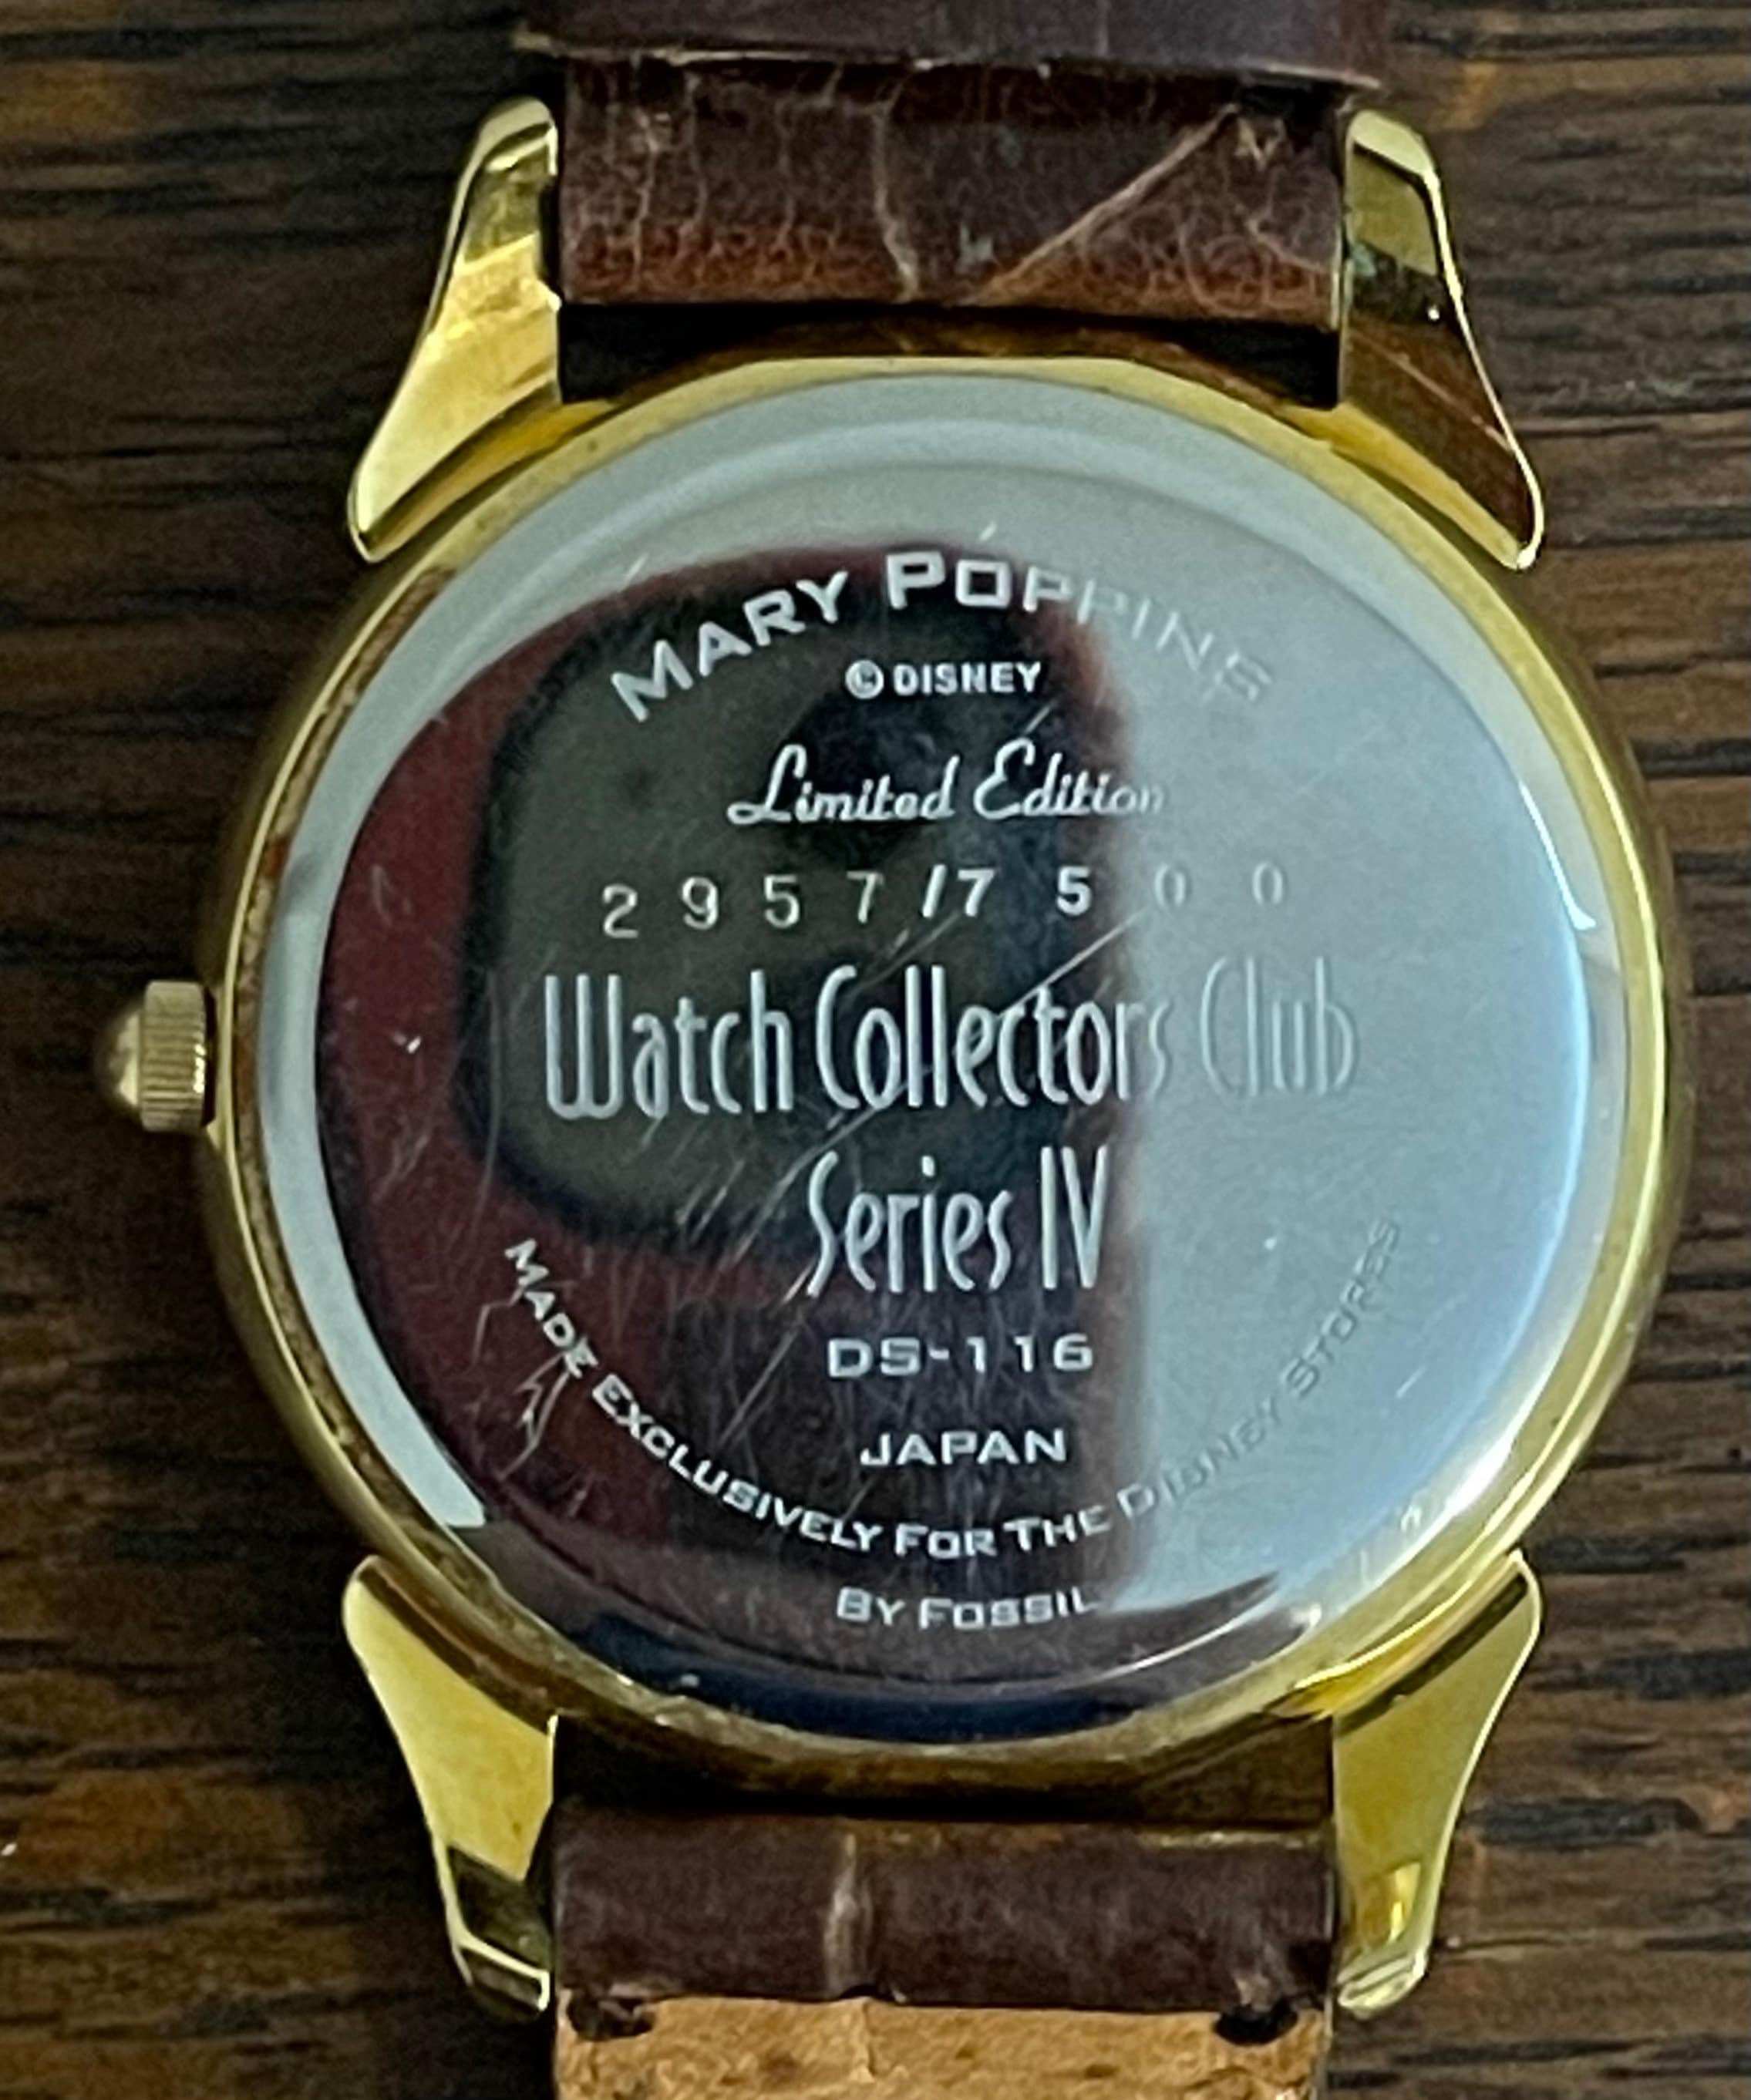 MARY POPPINS
© DISNEY
Limited Edition
2957/7500
Watch Collectors Club
Series IV
DS-116
JAPAN
MADE EXCLUSIVELY FOR THE DISNEY STORES
BY FOSSIL